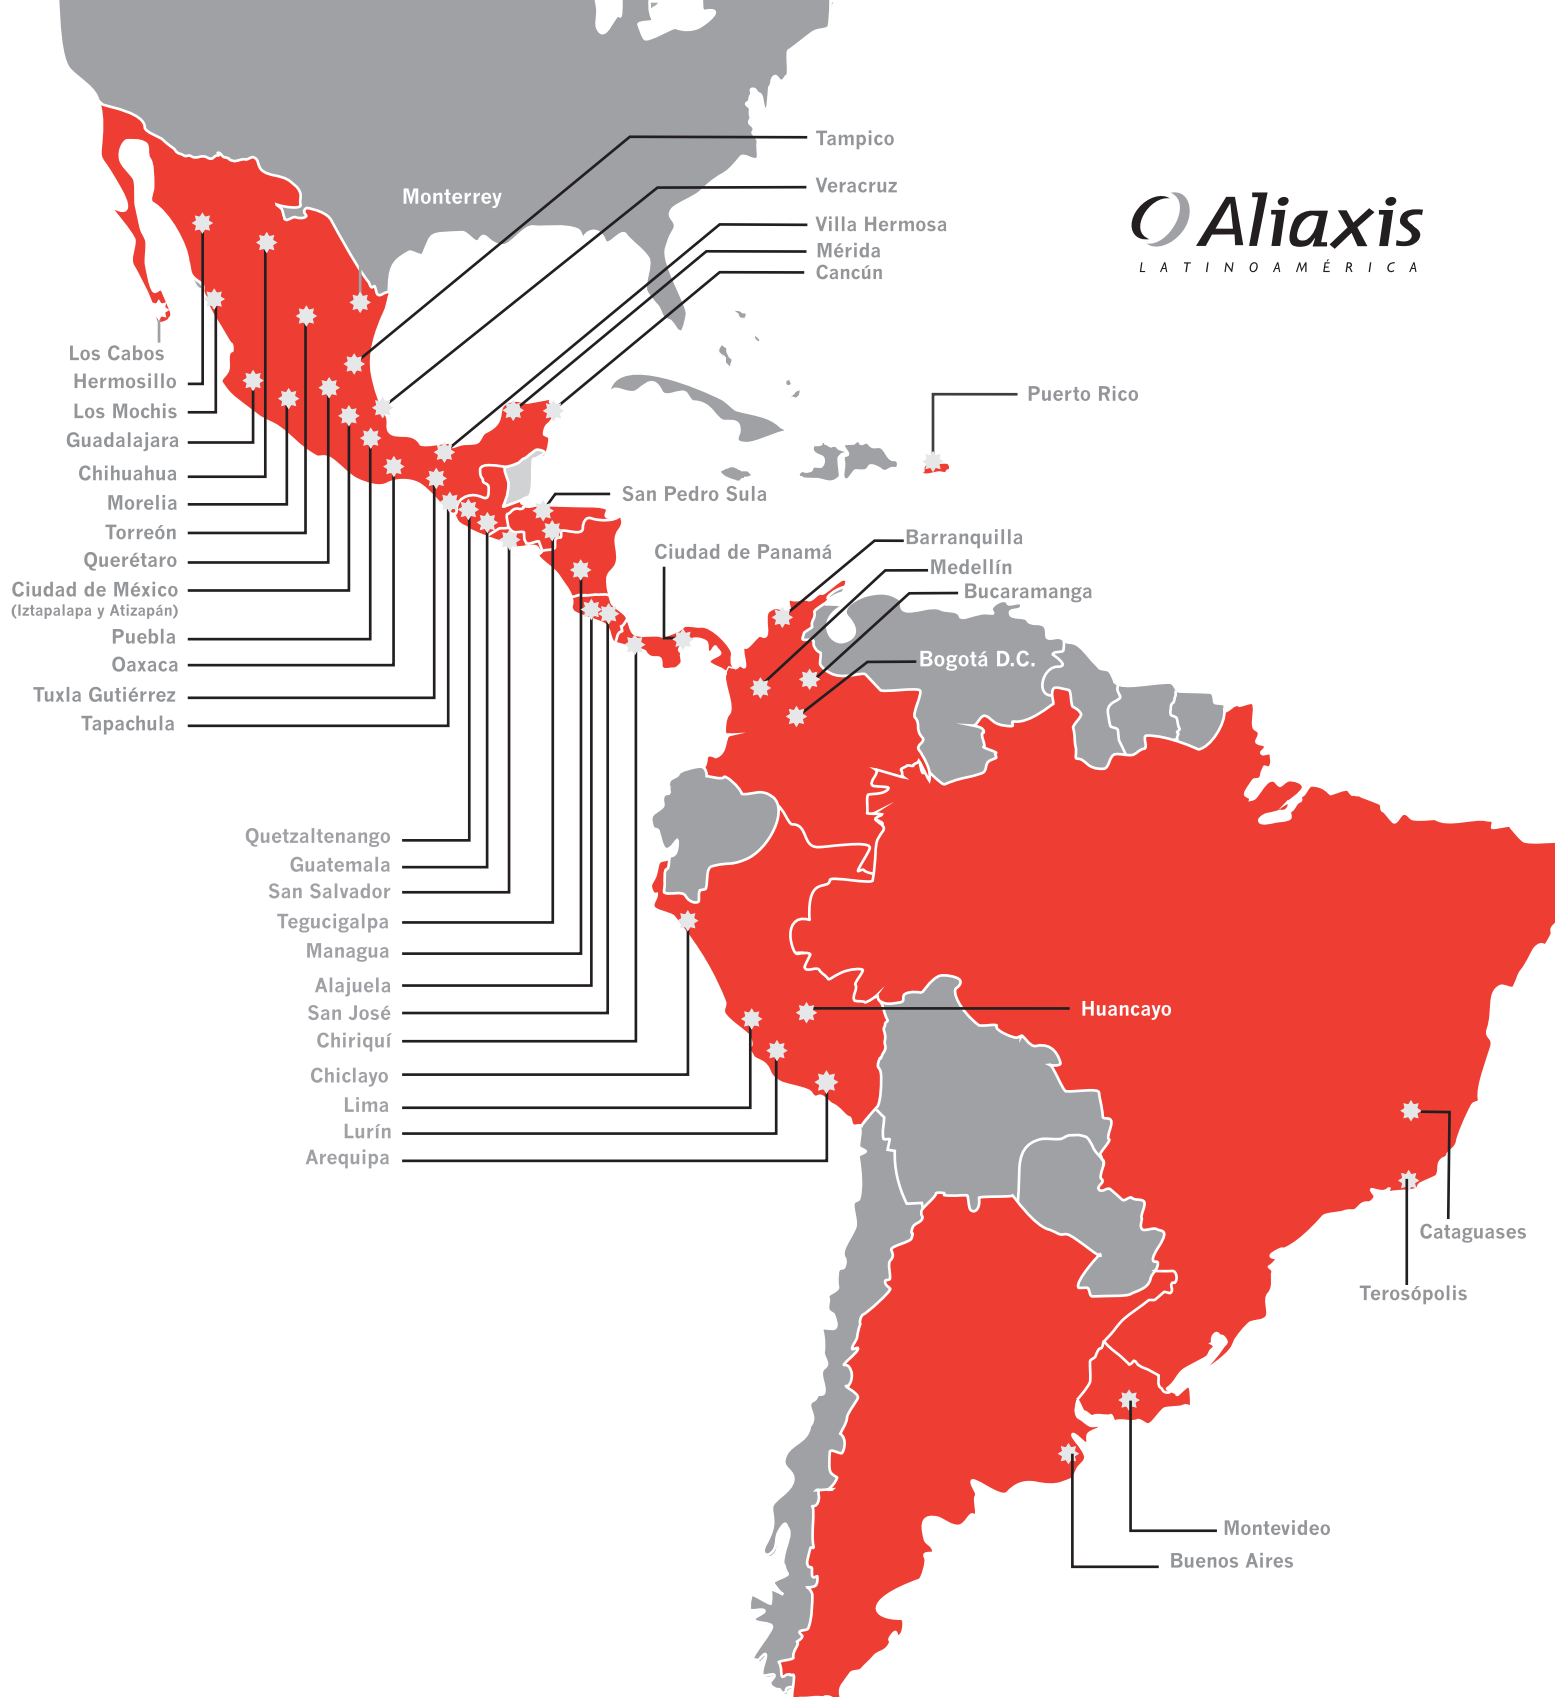 Tampico
Monterrey
Veracruz
Villa Hermosa
Mérida
Cancún
Aliaxis
LATINOAMÉRICA
Los Cabos
Hermosillo
Los Mochis
Guadalajara
Chihuahua
Morelia
Torreón
Querétaro
Ciudad de México
(Iztapalapa y Atizapán)
Puebla
Oaxaca
Tuxla Gutiérrez
Tapachula
Puerto Rico
San Pedro Sula
Ciudad de Panamá
Barranquilla
Medellín
Bucaramanga
Bogotá D.C.
Quetzaltenango
Guatemala
San Salvador
Tegucigalpa
Managua
Alajuela
San José
Chiriquí
Chiclayo
Lima
Lurín
Arequipa
Huancayo
Cataguases
Terosópolis
Montevideo
Buenos Aires